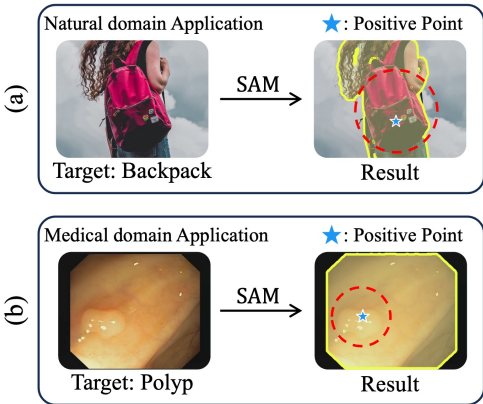 (a)
Natural domain Application
★: Positive Point
SAM
Target: Backpack
Result
(b)
Medical domain Application
★: Positive Point
SAM
Target: Polyp
Result